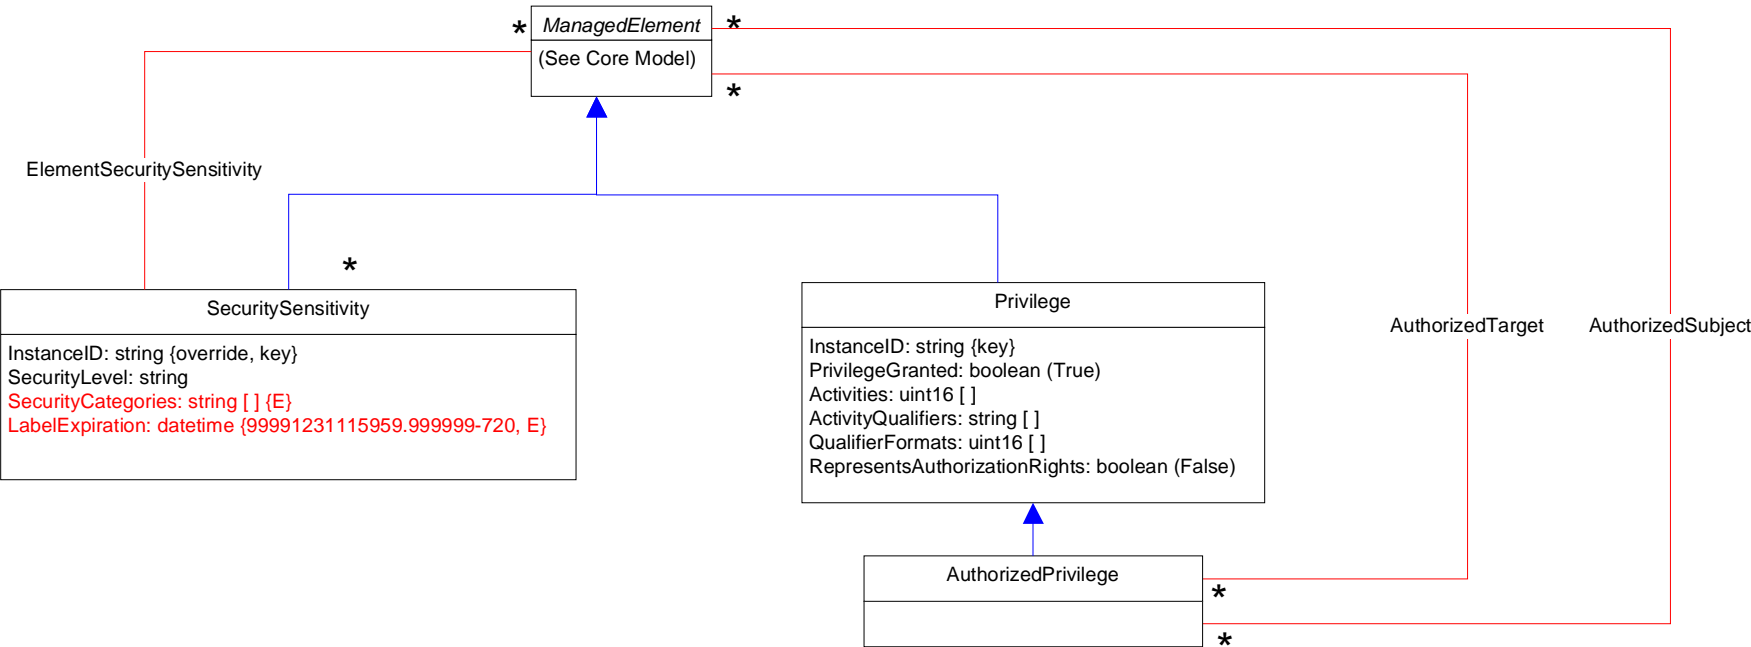 *
ManagedElement
*
(See Core Model)
*
ElementSecuritySensitivity
*
SecuritySensitivity
InstanceID: string {override, key}
SecurityLevel: string
SecurityCategories: string [ ] {E}
LabelExpiration: datetime {99991231115959.999999-720, E}
Privilege
InstanceID: string {key}
PrivilegeGranted: boolean (True)
Activities: uint16 [ ]
ActivityQualifiers: string [ ]
QualifierFormats: uint16 [ ]
RepresentsAuthorizationRights: boolean (False)
AuthorizedTarget
AuthorizedSubject
AuthorizedPrivilege
*
*